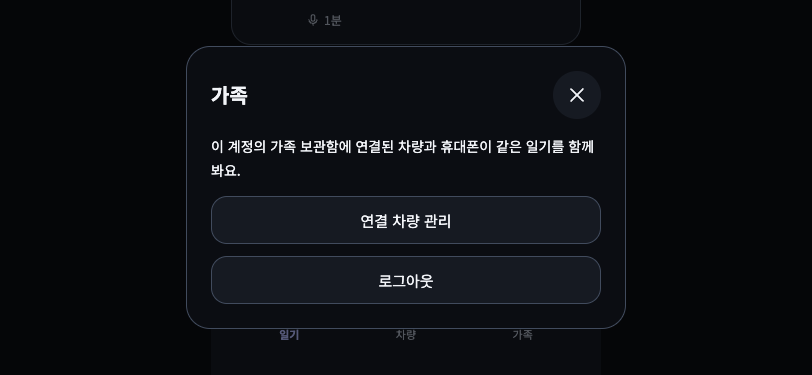 1분
가족
이 계정의 가족 보관함에 연결된 차량과 휴대폰이 같은 일기를 함께
봐요.
연결 차량 관리
로그아웃
일기 차량 가족